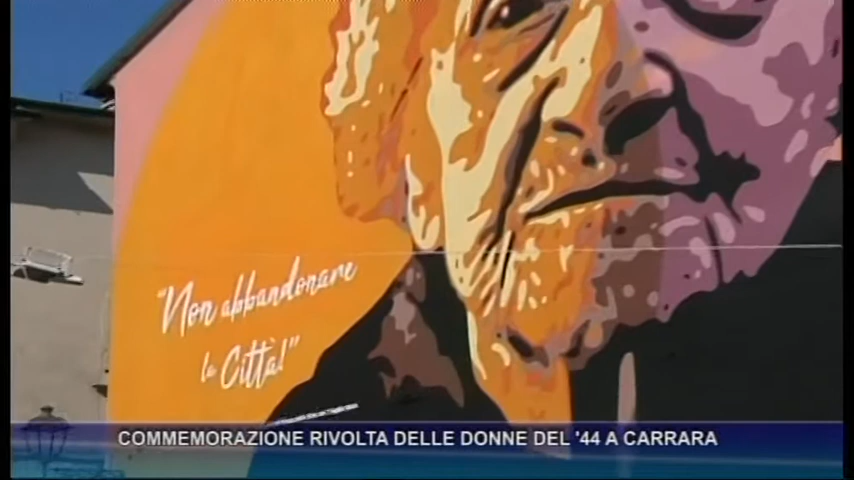 "Non abbandonare
la Città!"
COMMEMORAZIONE RIVOLTA DELLE DONNE DEL '44 A CARRARA